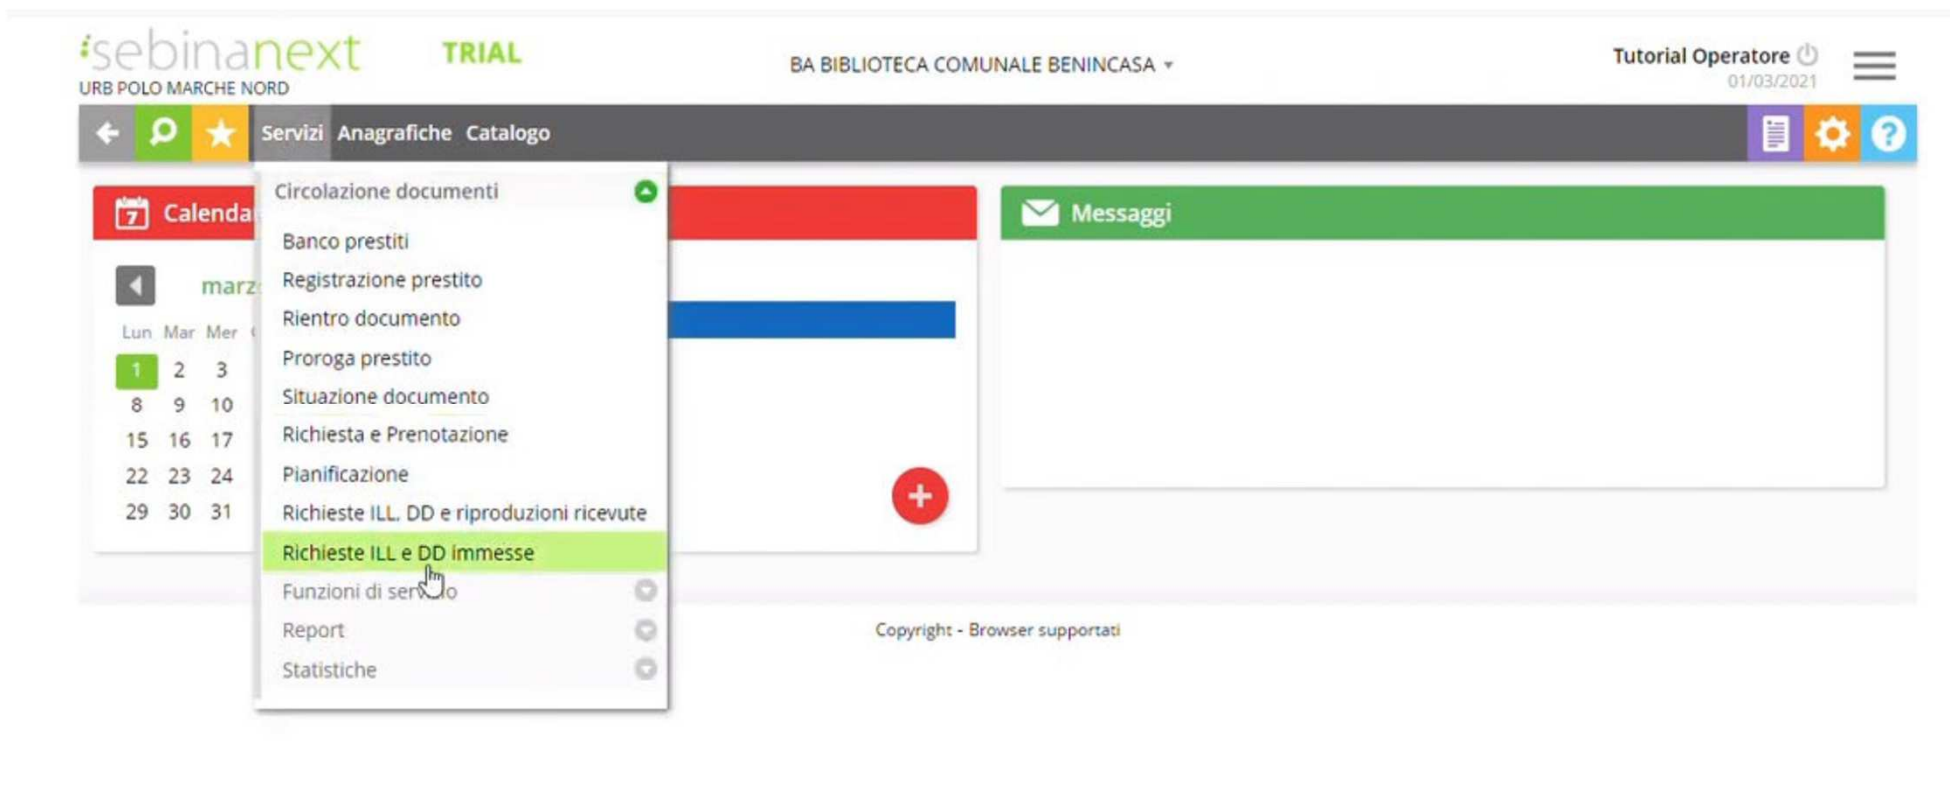 sebinanext
TRIAL
BA BIBLIOTECA COMUNALE BENINCASA
Tutorial Operatore
01/03/2021
URB POLO MARCHE NORD
Servizi Anagrafiche Catalogo
Circolazione documenti
Banco prestiti
Registrazione prestito
Rientro documento
Proroga prestito
Situazione documento
Richiesta e Prenotazione
Pianificazione
Richieste ILL, DD e riproduzioni ricevute
Richieste ILL e DD immesse
Funzioni di
Report
Statistiche
7
Lun Mar Mer
1 2 3
8 9 10
15 16 17
22 23 24
29 30 31
Messaggi
Copyright - Browser supportati